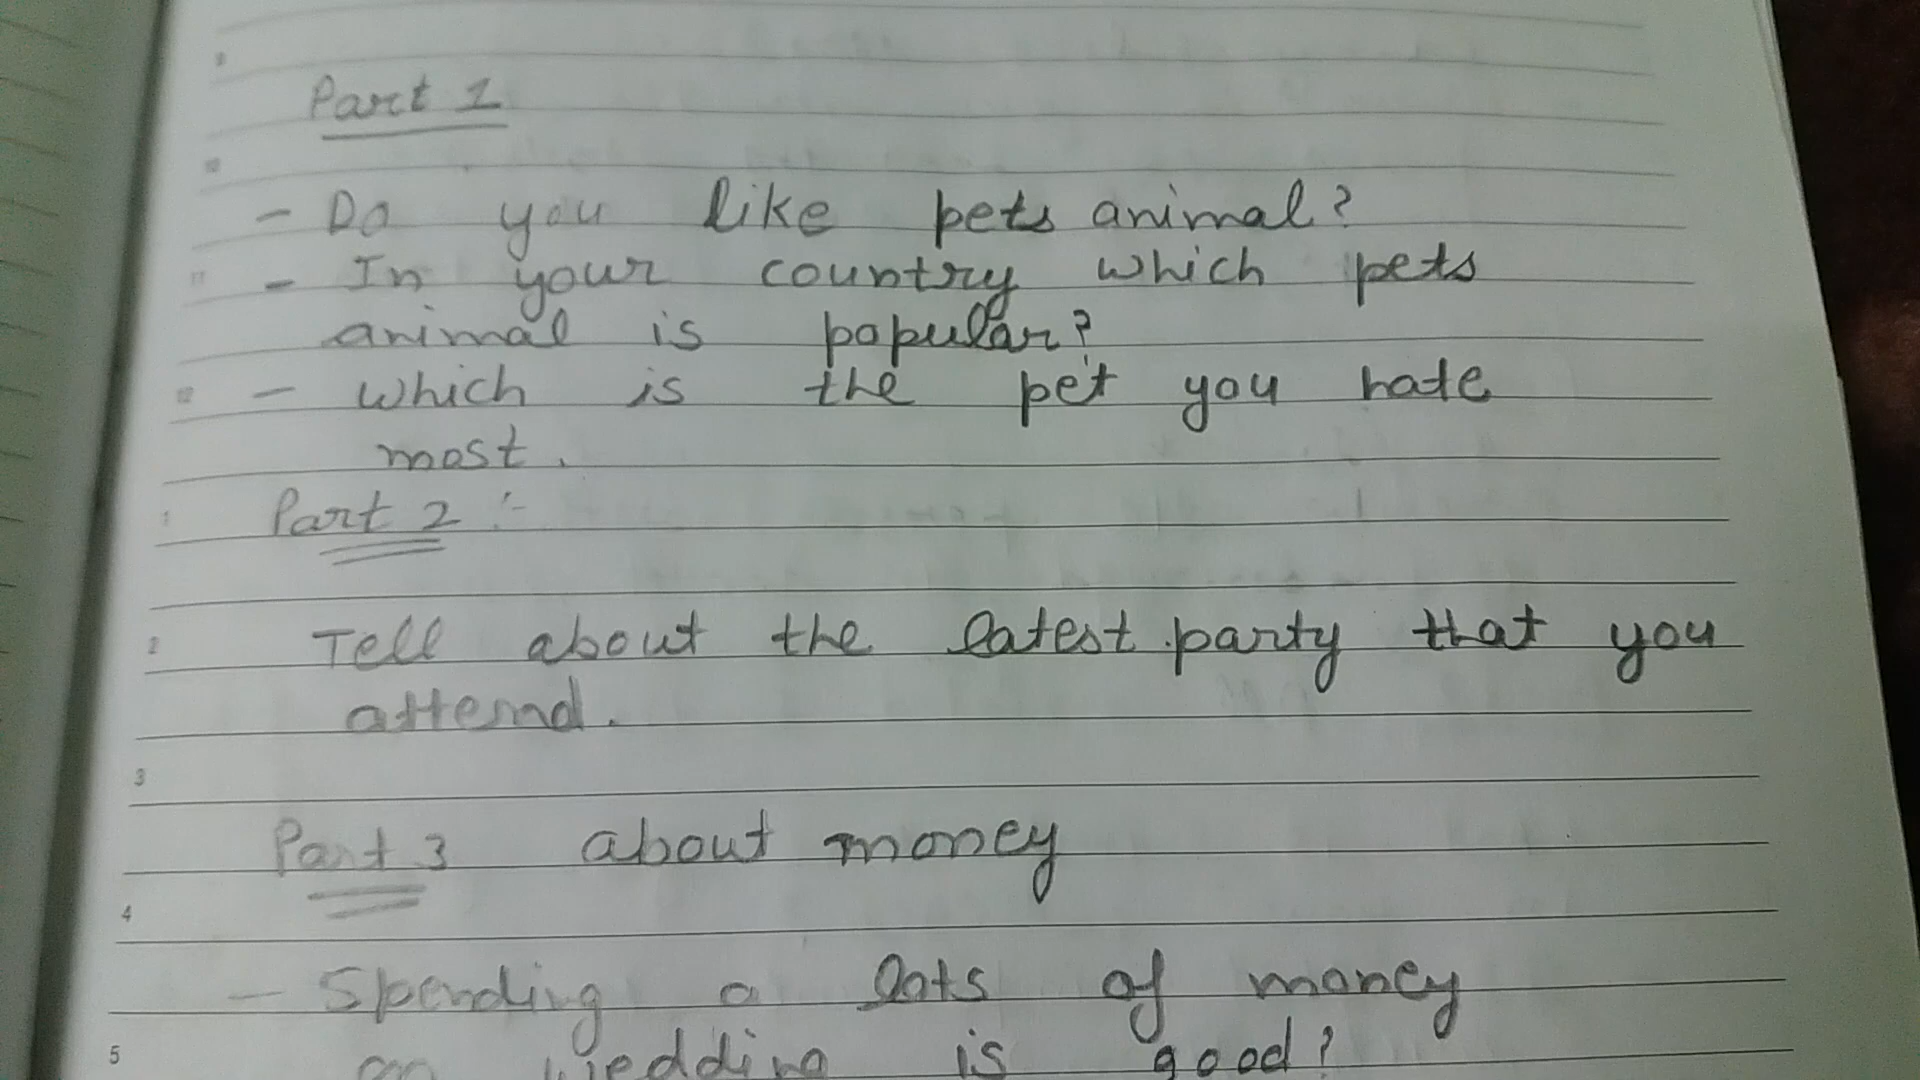 Part 1
- Do you like pets animal?
- In your country which pets
animal is popular?
- which is the pet you hate
most.
Part 2 :-
Tell about the latest party that you
attend.
Part 3 about money
- Spending a lots of money
on wedding is good?